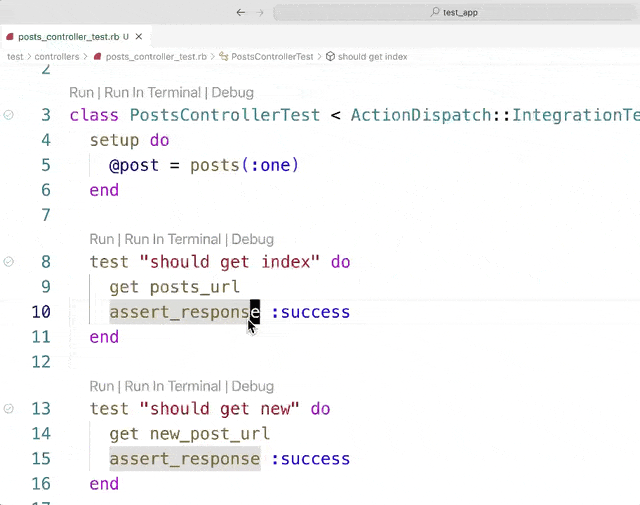 test_app
posts_controller_test.rb U
test > controllers > posts_controller_test.rb > PostsControllerTest > should get index
2
Run | Run In Terminal | Debug
3 class PostsControllerTest < ActionDispatch::IntegrationTe
4 setup do
5 @post = posts(:one)
6 end
7
Run | Run In Terminal | Debug
8 test "should get index" do
9 get posts_url
10 assert_response :success
11 end
12
Run | Run In Terminal | Debug
13 test "should get new" do
14 get new_post_url
15 assert_response :success
16 end